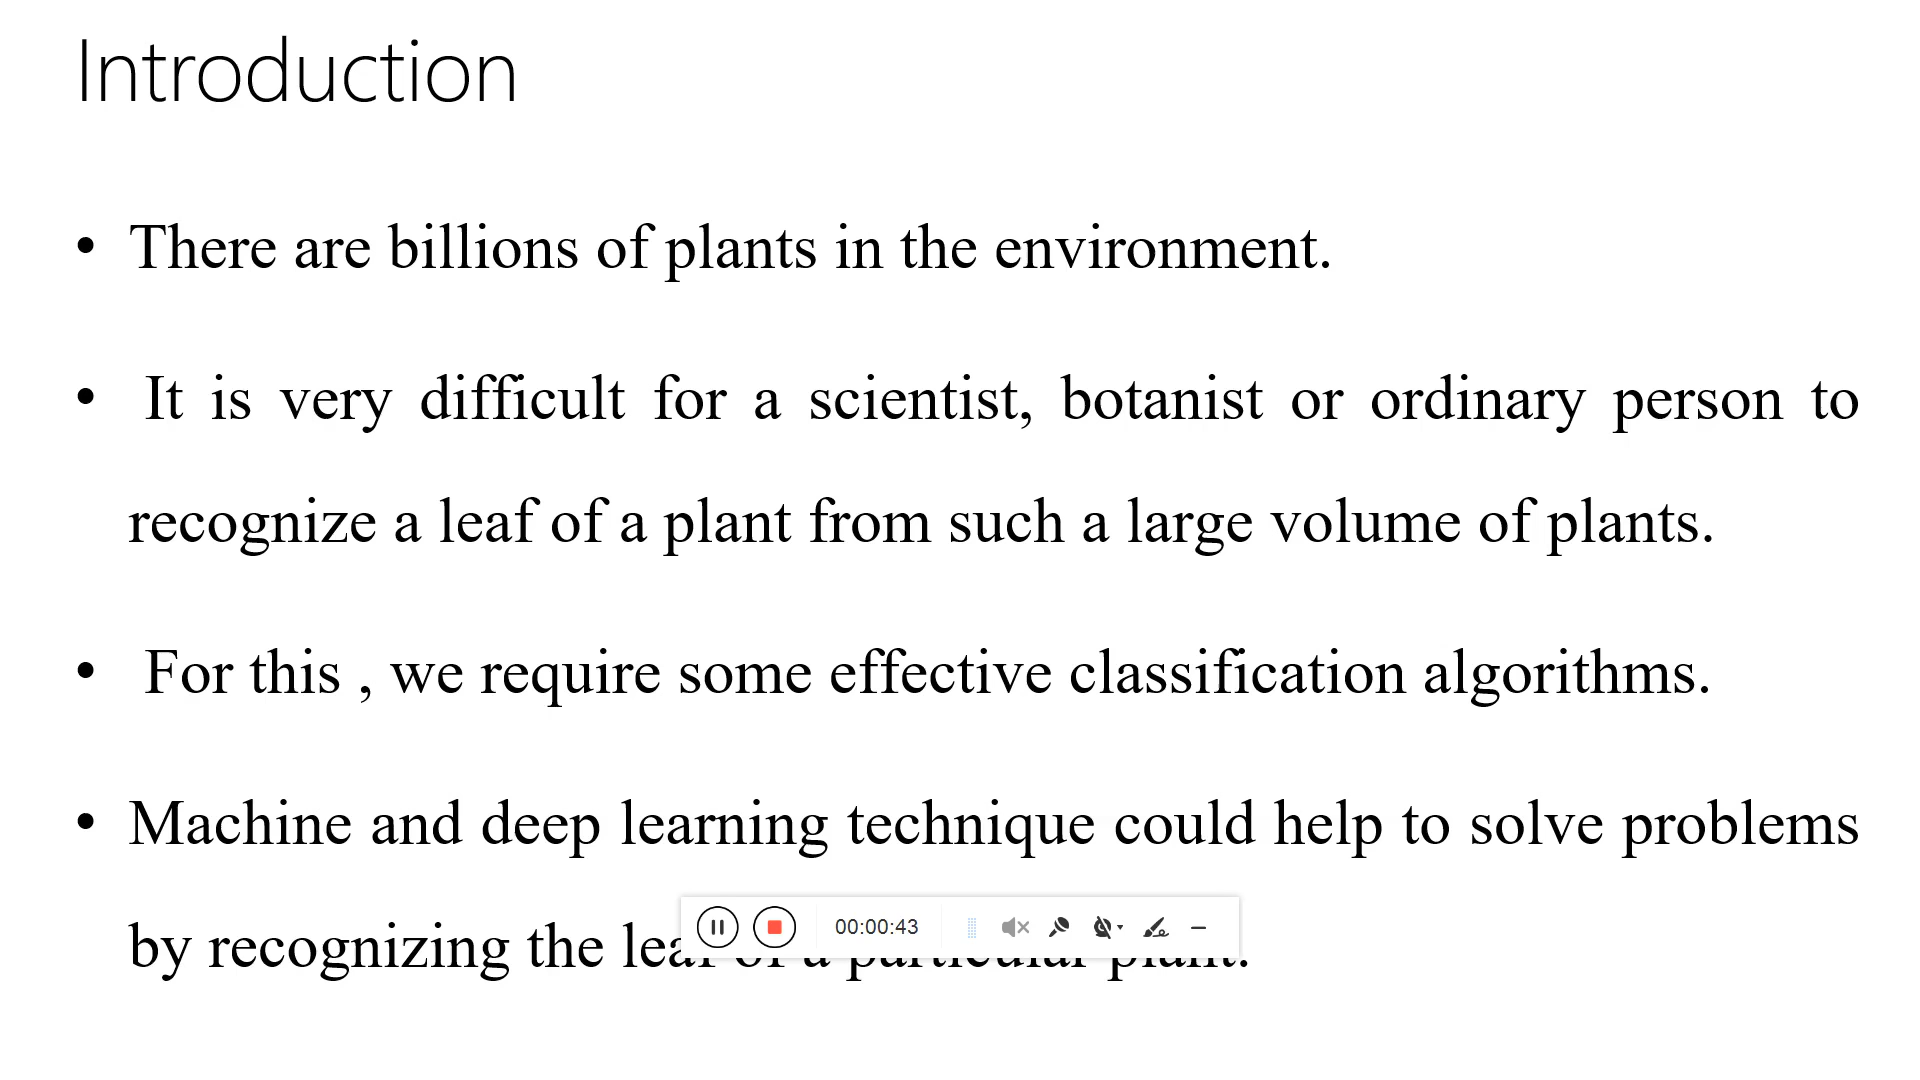 Introduction
• There are billions of plants in the environment.
• It is very difficult for a scientist, botanist or ordinary person to
recognize a leaf of a plant from such a large volume of plants.
• For this , we require some effective classification algorithms.
• Machine and deep learning technique could help to solve problems
by recognizing the leaf of a particular plant.
00:00:43